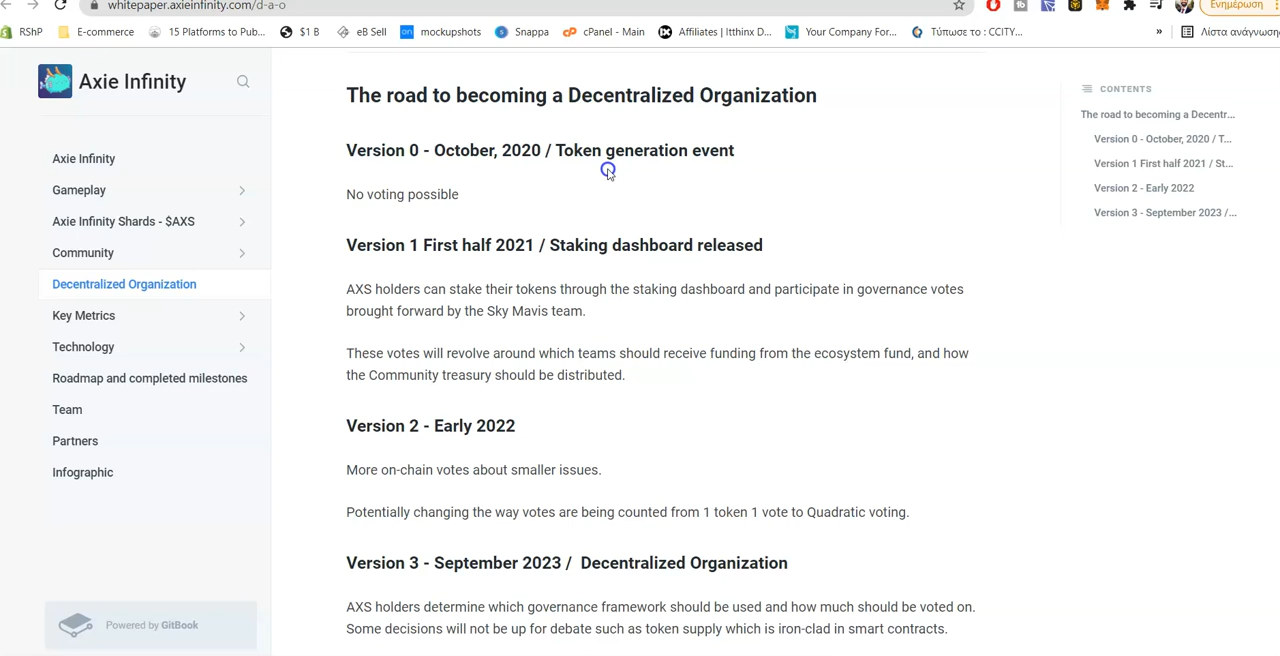 whitepaper.axieinfinity.com/d-a-o
Ενημέρωση
RShP
E-commerce
15 Platforms to Pub...
$1 B
eB Sell
on
mockupshots
Snappa
cPanel - Main
Affiliates | Itthinx D...
Your Company For...
Τύπωσε το : CCITY...
»
Λίστα ανάγνωσης
Axie Infinity
Axie Infinity
Gameplay
Axie Infinity Shards - $AXS
Community
Decentralized Organization
Key Metrics
Technology
Roadmap and completed milestones
Team
Partners
Infographic
Powered by GitBook
The road to becoming a Decentralized Organization
Version 0 - October, 2020 / Token generation event
No voting possible
Version 1 First half 2021 / Staking dashboard released
AXS holders can stake their tokens through the staking dashboard and participate in governance votes
brought forward by the Sky Mavis team.
These votes will revolve around which teams should receive funding from the ecosystem fund, and how
the Community treasury should be distributed.
Version 2 - Early 2022
More on-chain votes about smaller issues.
Potentially changing the way votes are being counted from 1 token 1 vote to Quadratic voting.
Version 3 - September 2023 / Decentralized Organization
AXS holders determine which governance framework should be used and how much should be voted on.
Some decisions will not be up for debate such as token supply which is iron-clad in smart contracts.
CONTENTS
The road to becoming a Decentr...
Version 0 - October, 2020 / T...
Version 1 First half 2021 / St...
Version 2 - Early 2022
Version 3 - September 2023 /...